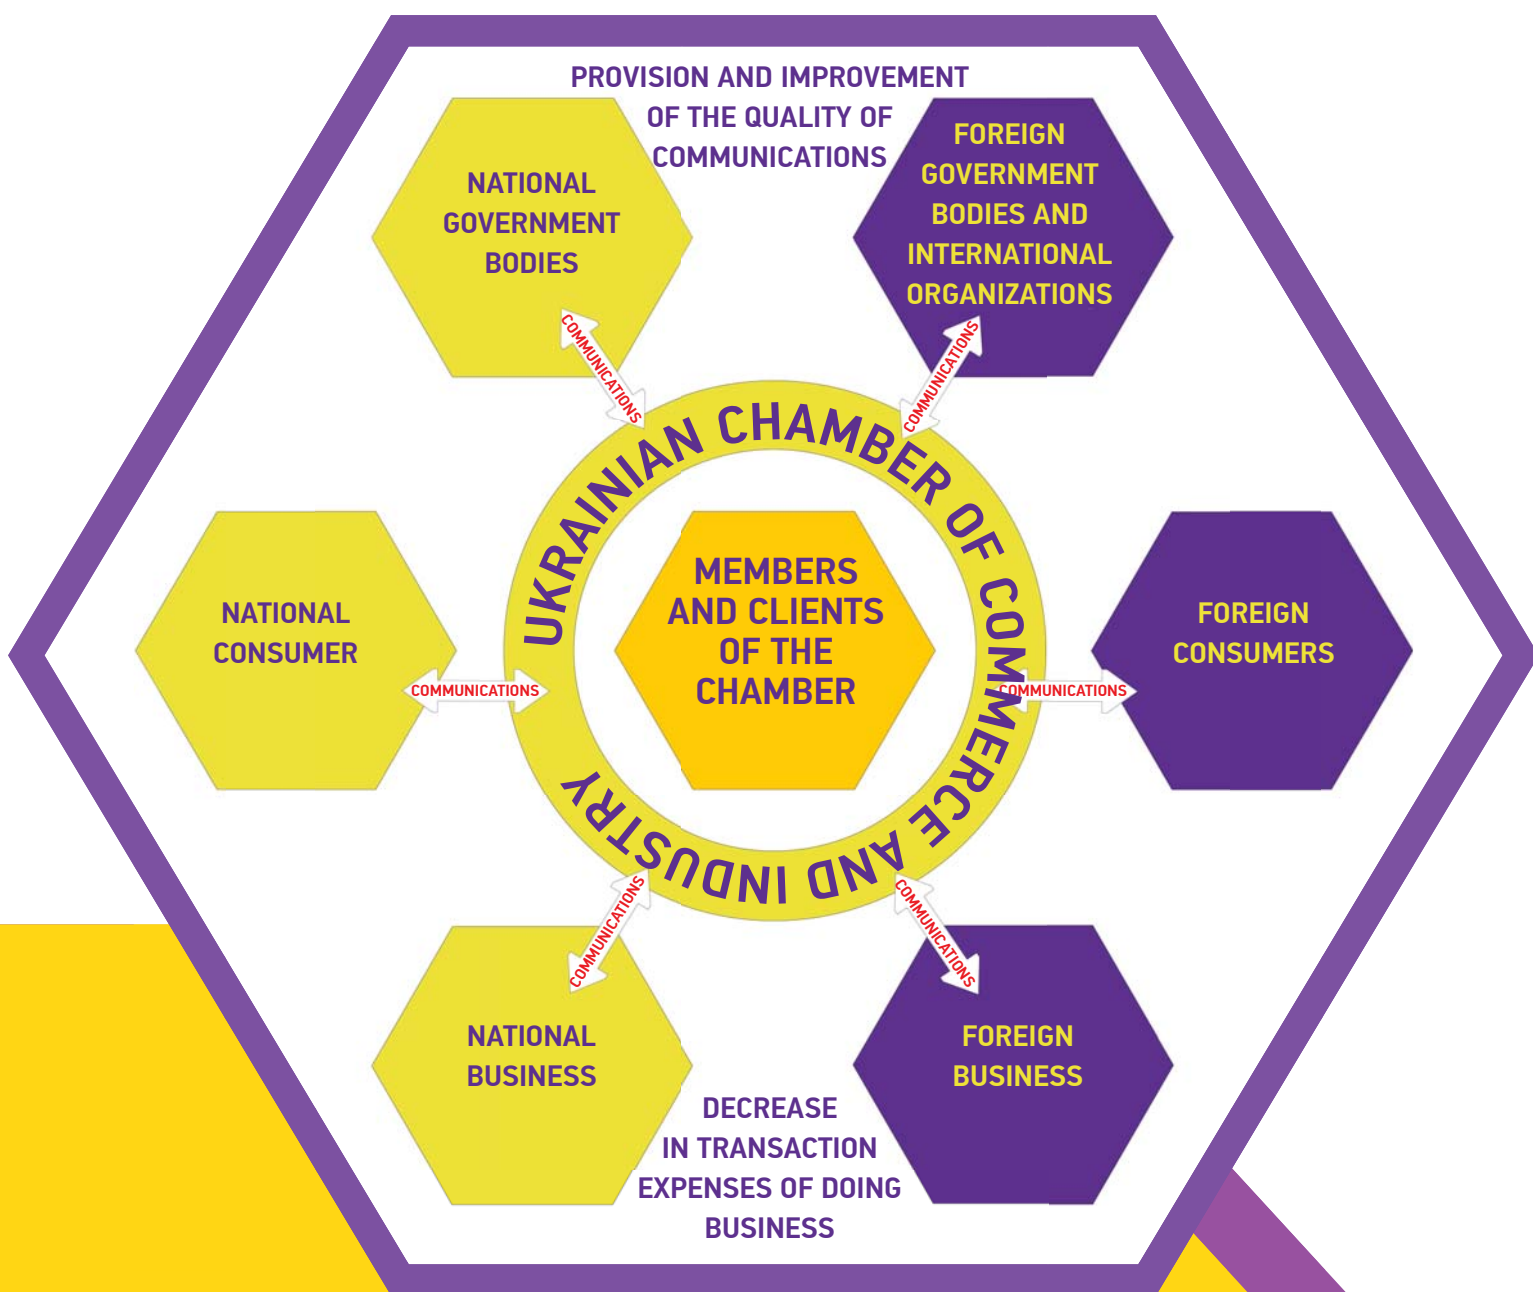 PROVISION AND IMPROVEMENT
OF THE QUALITY OF
COMMUNICATIONS
NATIONAL
GOVERNMENT
BODIES
FOREIGN
GOVERNMENT
BODIES AND
INTERNATIONAL
ORGANIZATIONS
COMMUNICATIONS
COMMUNICATIONS
UKRAINIAN CHAMBER OF COMMERCE AND INDUSTRY
NATIONAL
CONSUMER
MEMBERS
AND CLIENTS
OF THE
CHAMBER
FOREIGN
CONSUMERS
COMMUNICATIONS
COMMUNICATIONS
COMMUNICATIONS
COMMUNICATIONS
NATIONAL
BUSINESS
FOREIGN
BUSINESS
DECREASE
IN TRANSACTION
EXPENSES OF DOING
BUSINESS